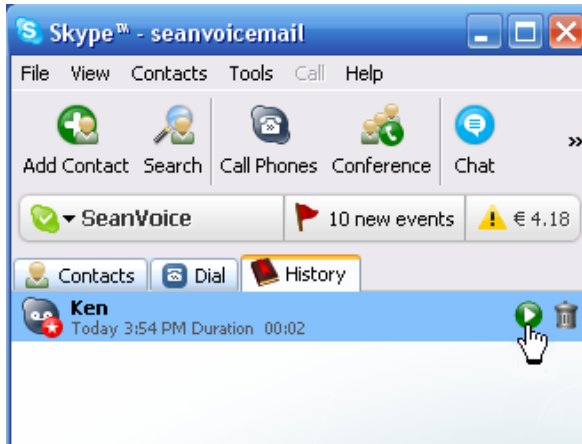 Skype™ - seanvoicemail
File View Contacts Tools Call Help
Add Contact Search Call Phones Conference Chat »
SeanVoice 10 new events € 4.18
Contacts Dial History
Ken
Today 3:54 PM Duration 00:02